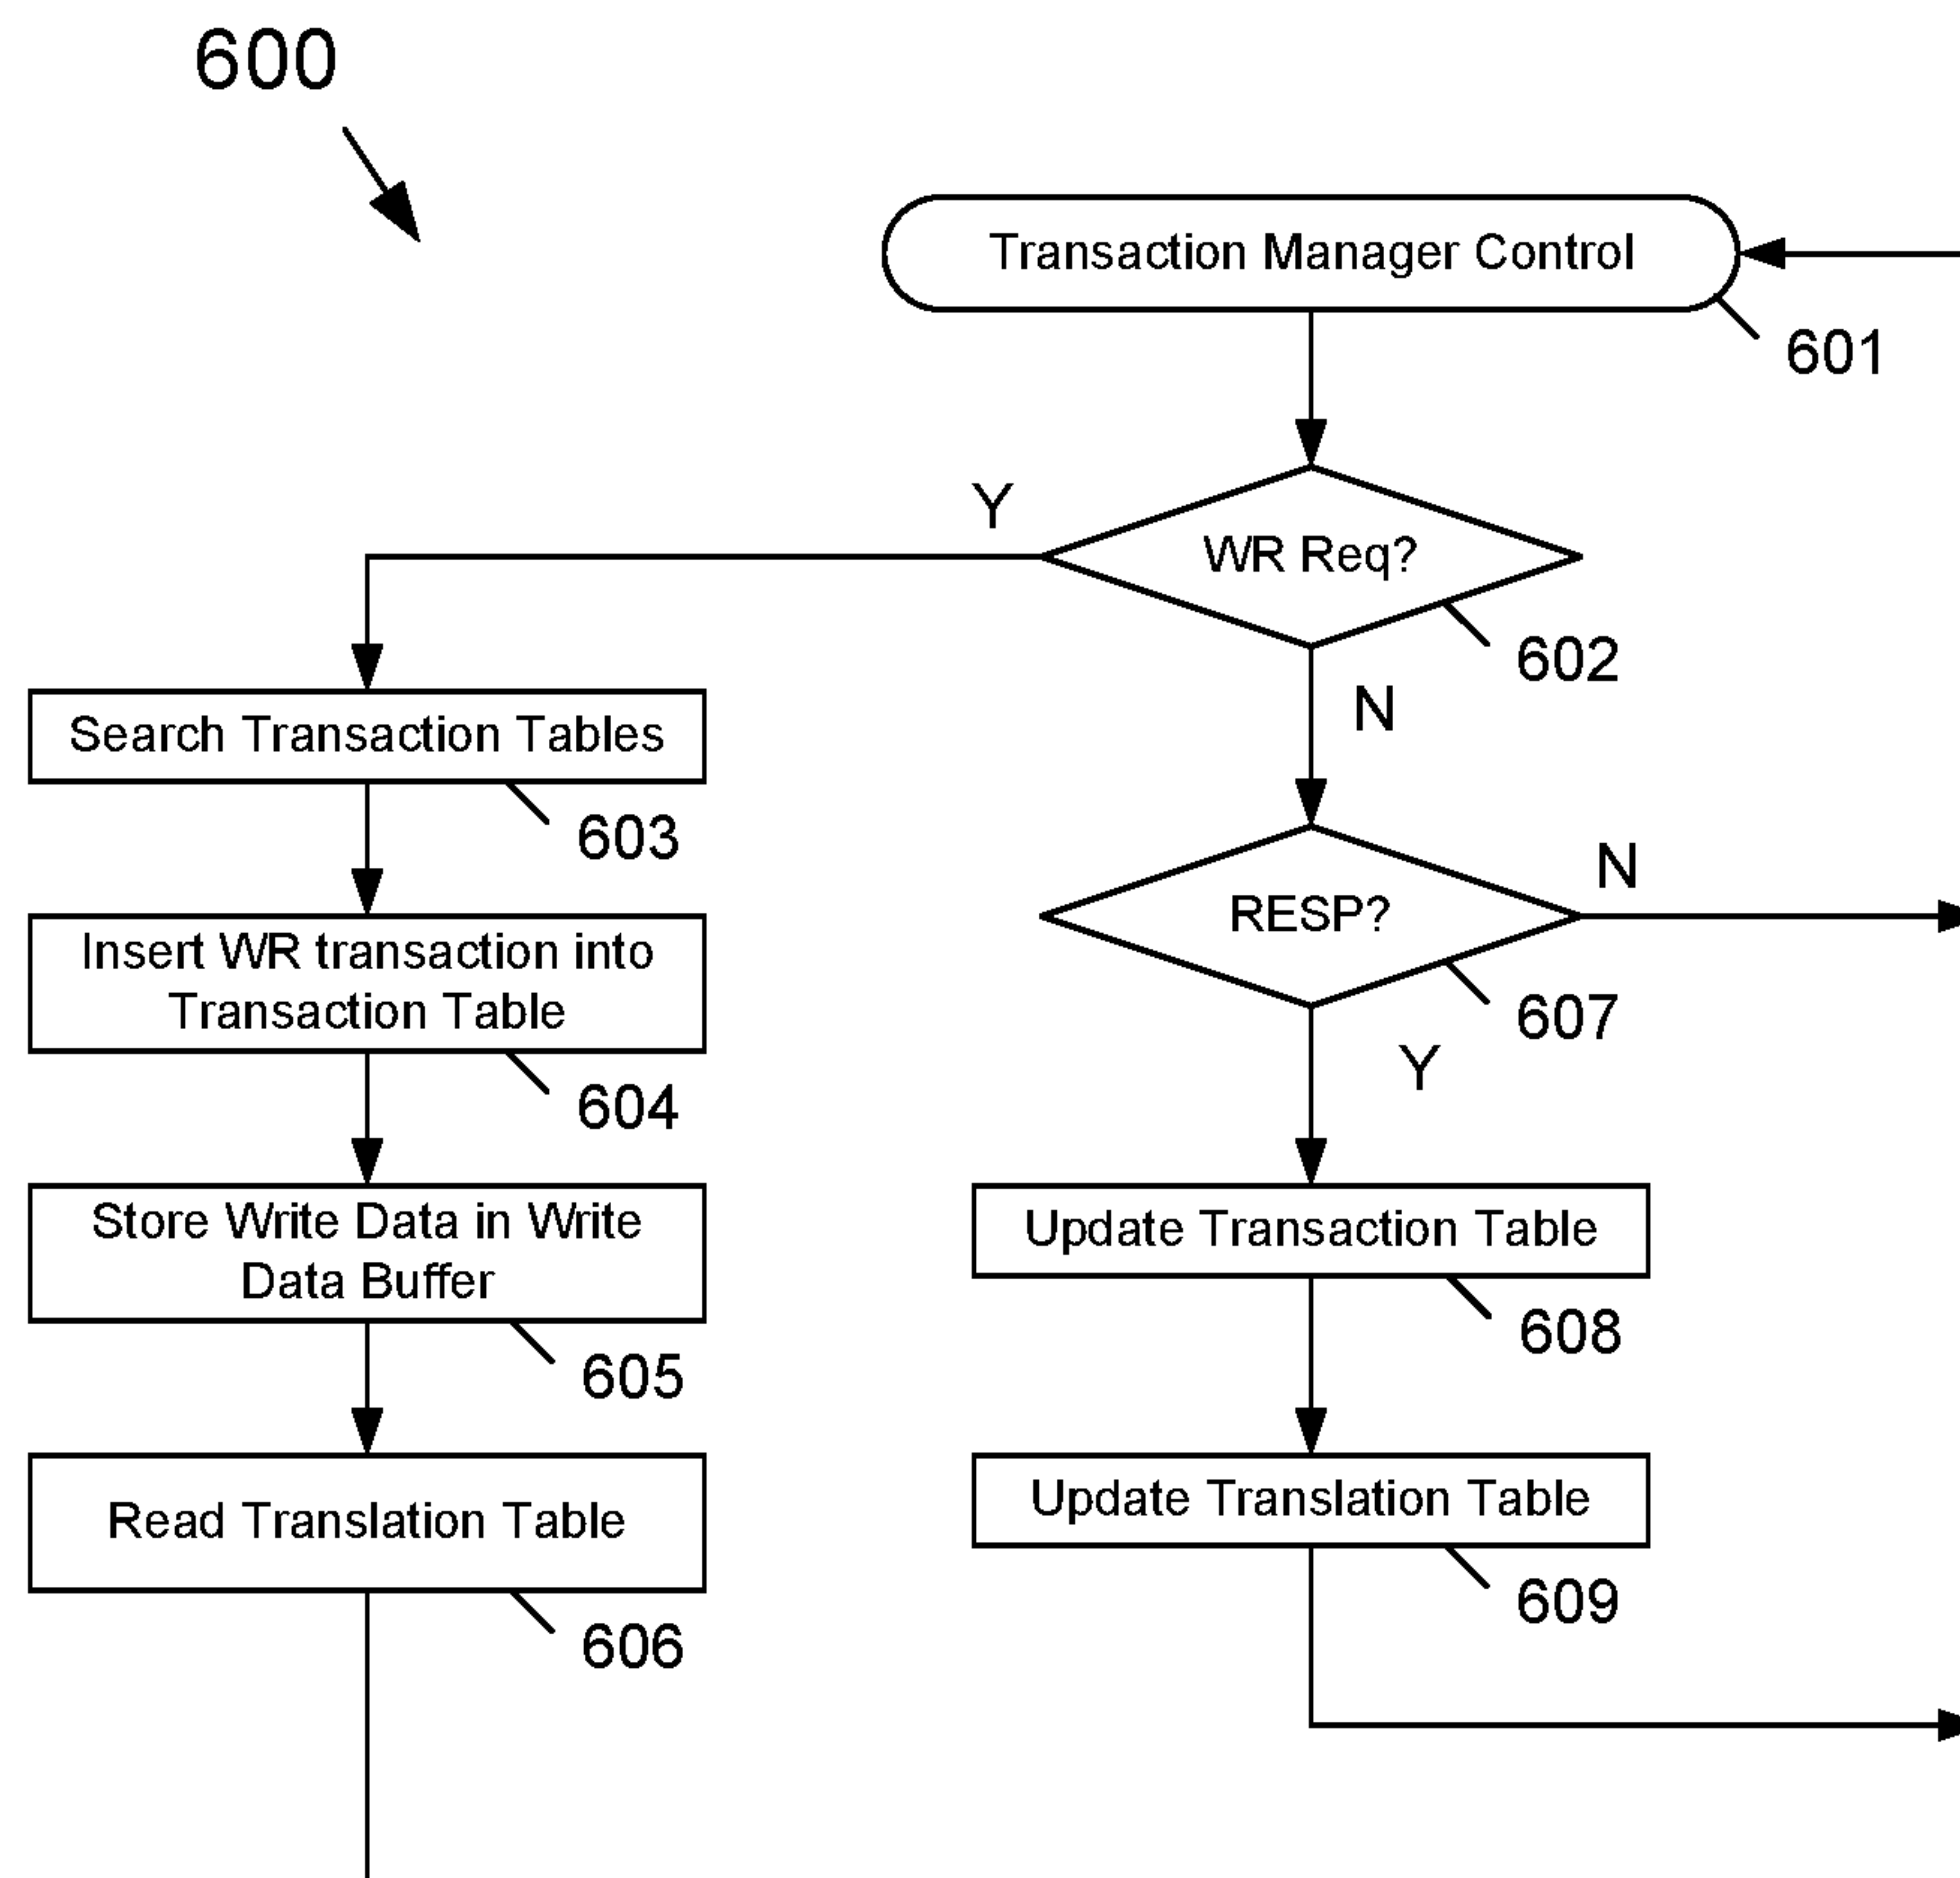 600
Transaction Manager Control
601
Y
WR Req?
602
N
Search Transaction Tables
603
RESP?
N
607
Insert WR transaction into
Transaction Table
604
Y
Store Write Data in Write
Data Buffer
605
Update Transaction Table
608
Read Translation Table
606
Update Translation Table
609